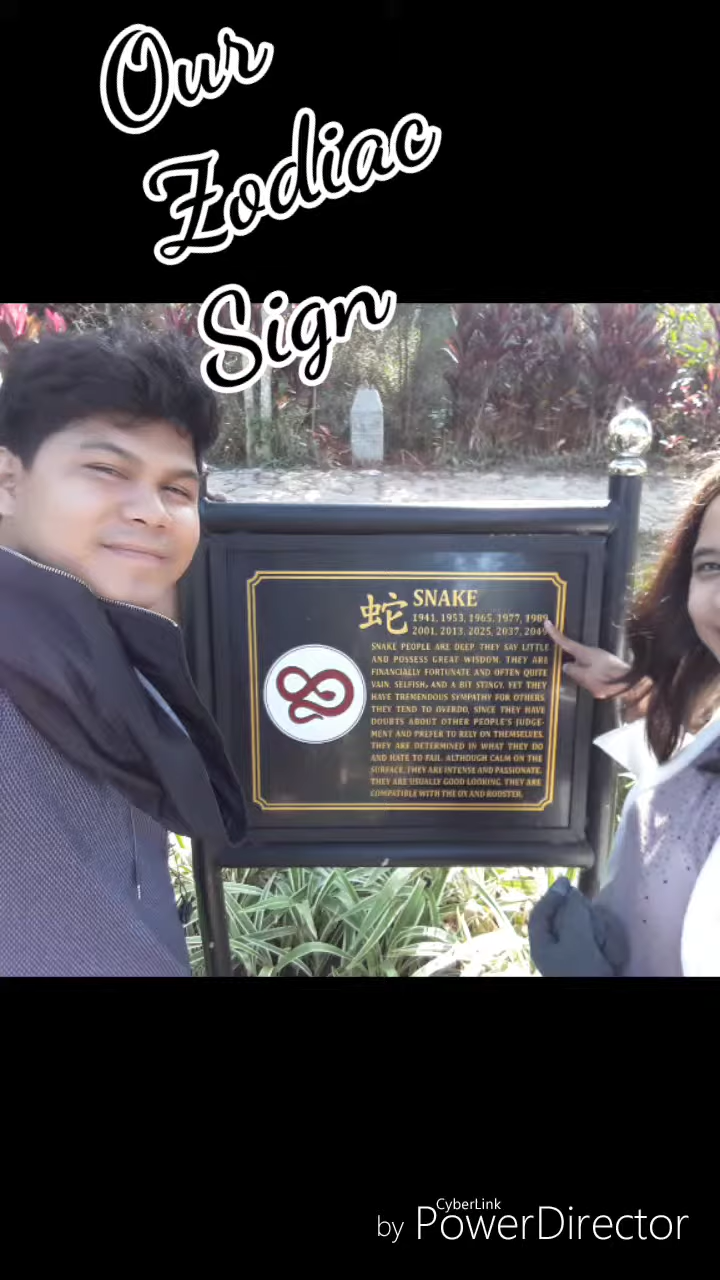 Our
Zodiac
Sign
蛇 SNAKE
1941, 1953, 1965, 1977, 1989
2001, 2013, 2025, 2037, 2049
SNAKE PEOPLE ARE DEEP. THEY SAY LITTLE
AND POSSESS GREAT WISDOM. THEY ARE
FINANCIALLY FORTUNATE AND OFTEN QUITE
VAIN, SELFISH, AND A BIT STINGY. YET THEY
HAVE TREMENDOUS SYMPATHY FOR OTHERS.
THEY TEND TO OVERDO, SINCE THEY HAVE
DOUBTS ABOUT OTHER PEOPLE'S JUDGE-
MENT AND PREFER TO RELY ON THEMSELVES.
THEY ARE DETERMINED IN WHAT THEY DO
AND HATE TO FAIL. ALTHOUGH CALM ON THE
SURFACE, THEY ARE INTENSE AND PASSIONATE.
THEY ARE USUALLY GOOD LOOKING. THEY ARE
COMPATIBLE WITH THE OX AND ROOSTER.
CyberLink
by PowerDirector